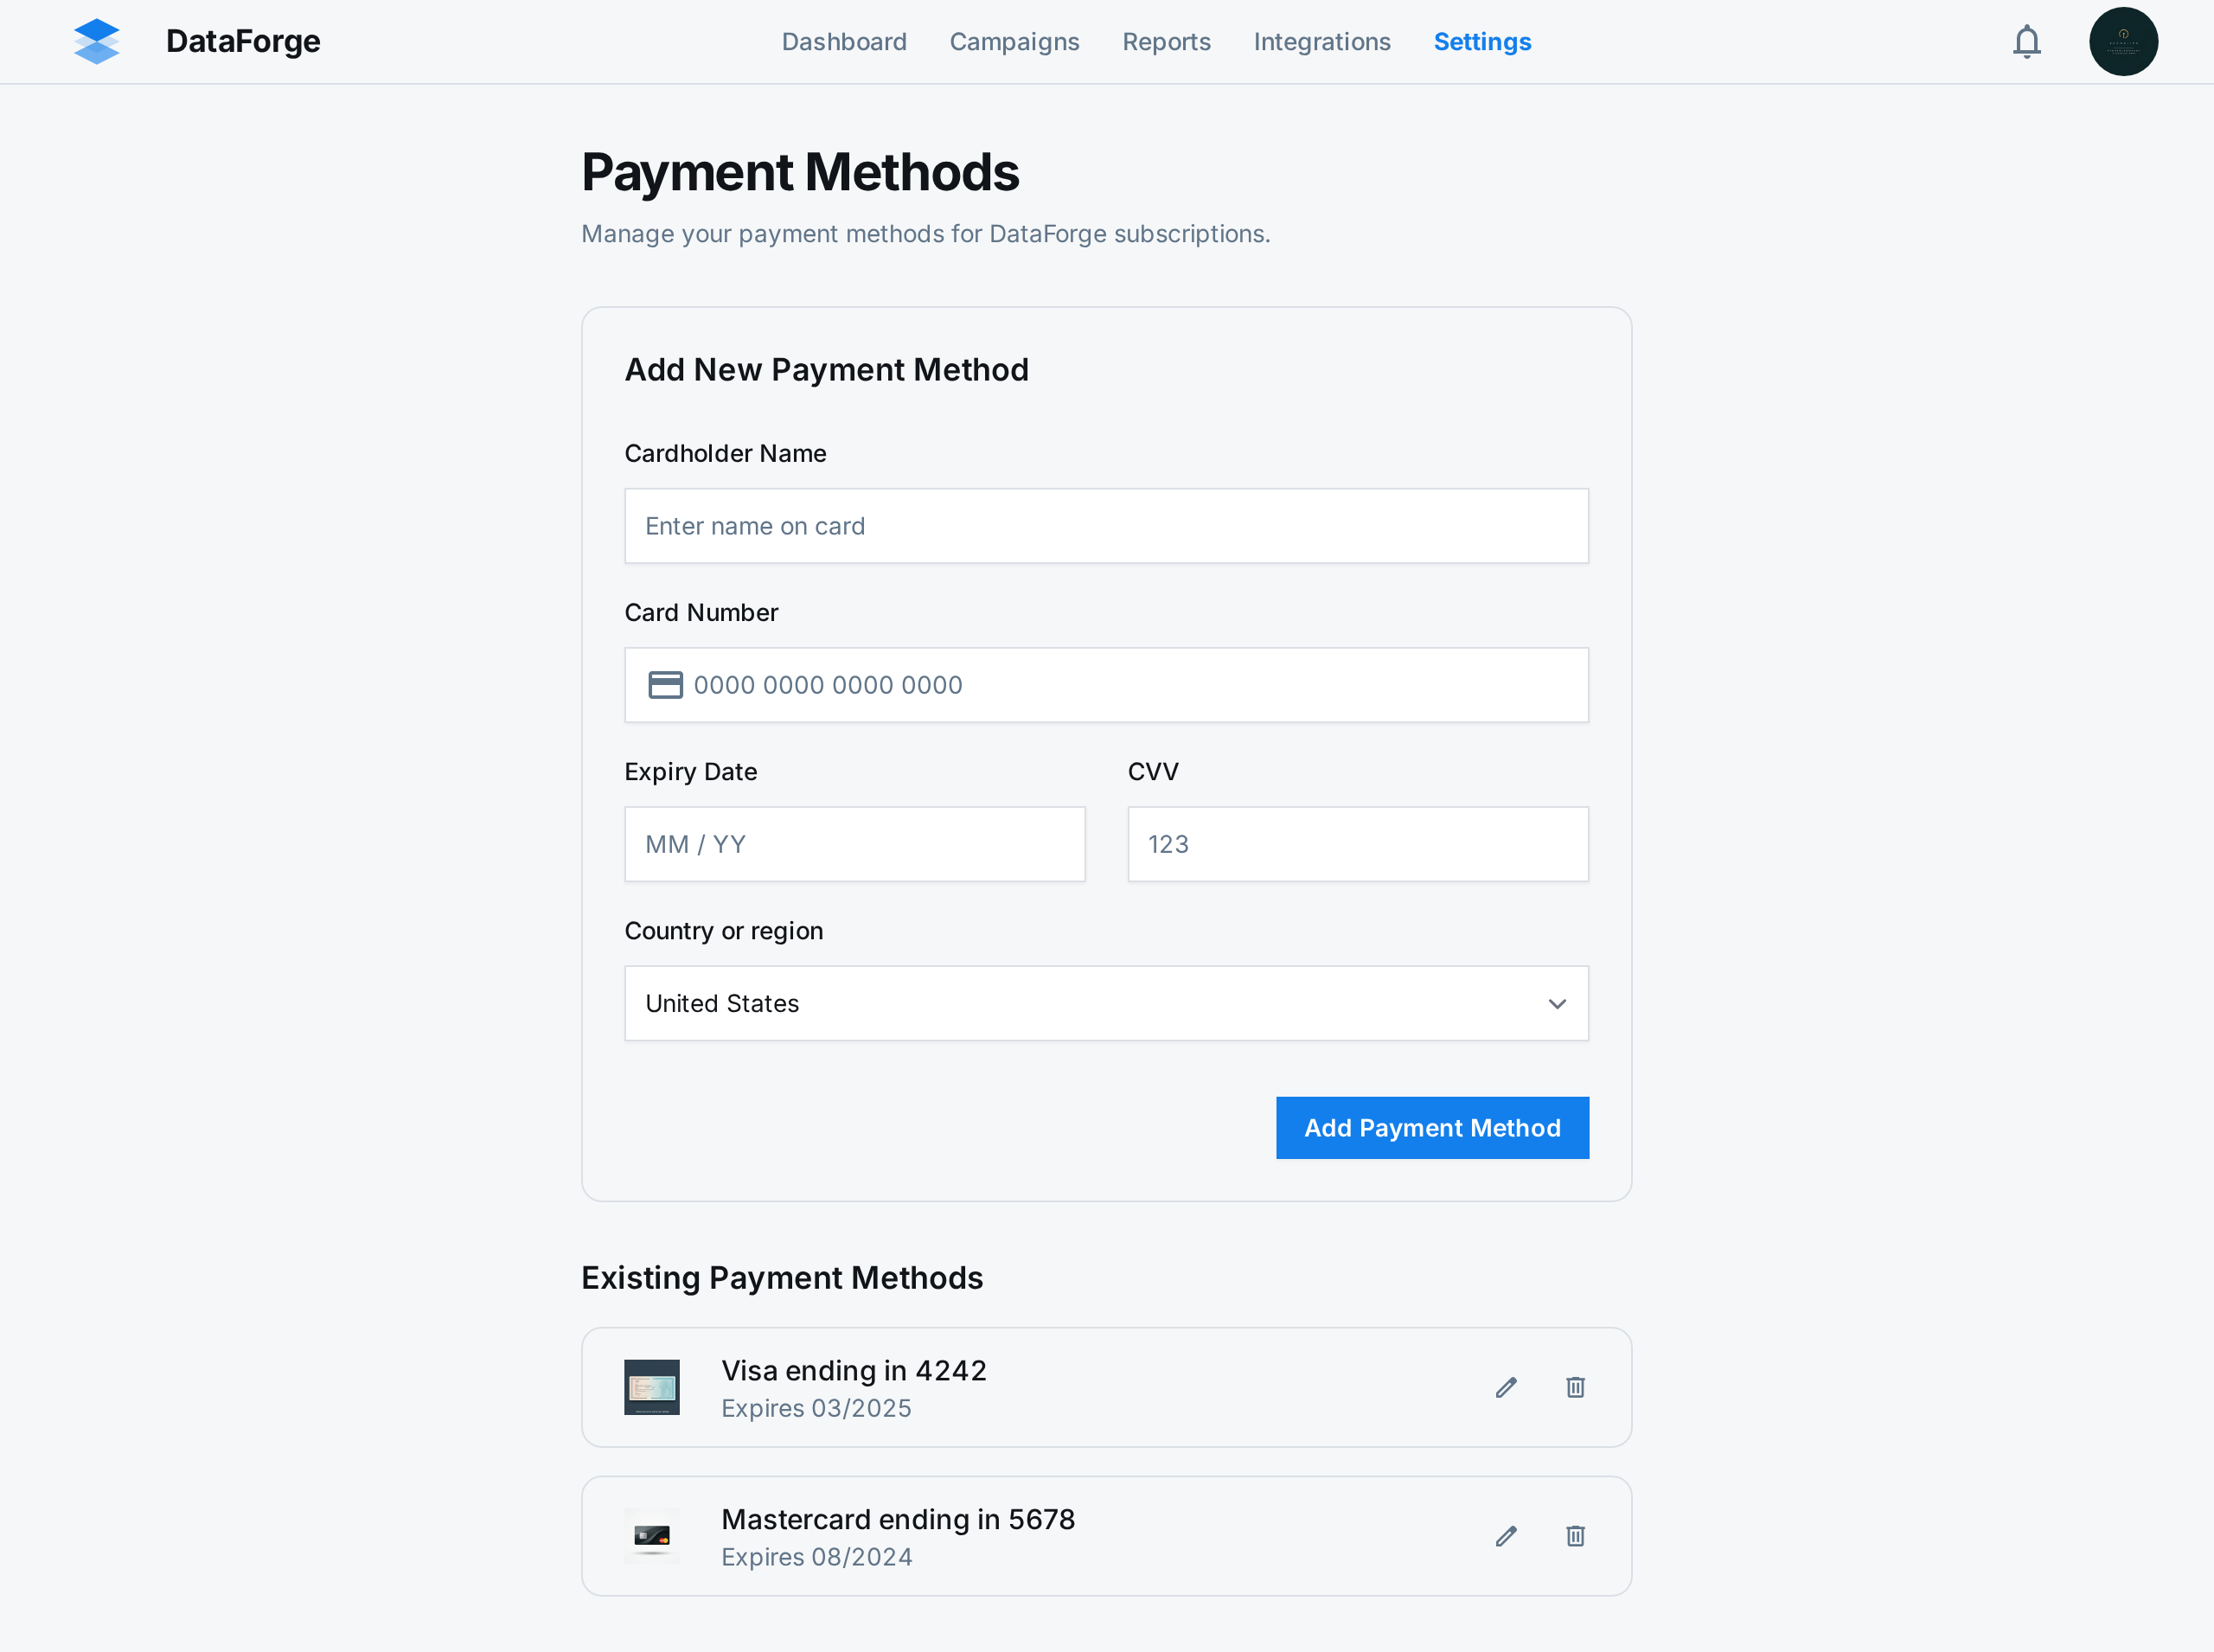 DataForge
Dashboard
Campaigns
Reports
Integrations
Settings
Payment Methods
Manage your payment methods for DataForge subscriptions.
Add New Payment Method
Cardholder Name
Enter name on card
Card Number
0000 0000 0000 0000
Expiry Date
CVV
MM / YY
123
Country or region
United States
Add Payment Method
Existing Payment Methods
Visa ending in 4242
Expires 03/2025
Mastercard ending in 5678
Expires 08/2024